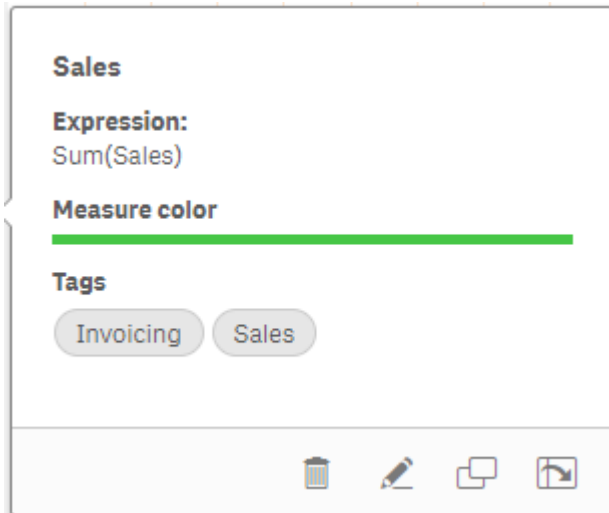 Sales
Expression:
Sum(Sales)
Measure color
Tags
Invoicing Sales